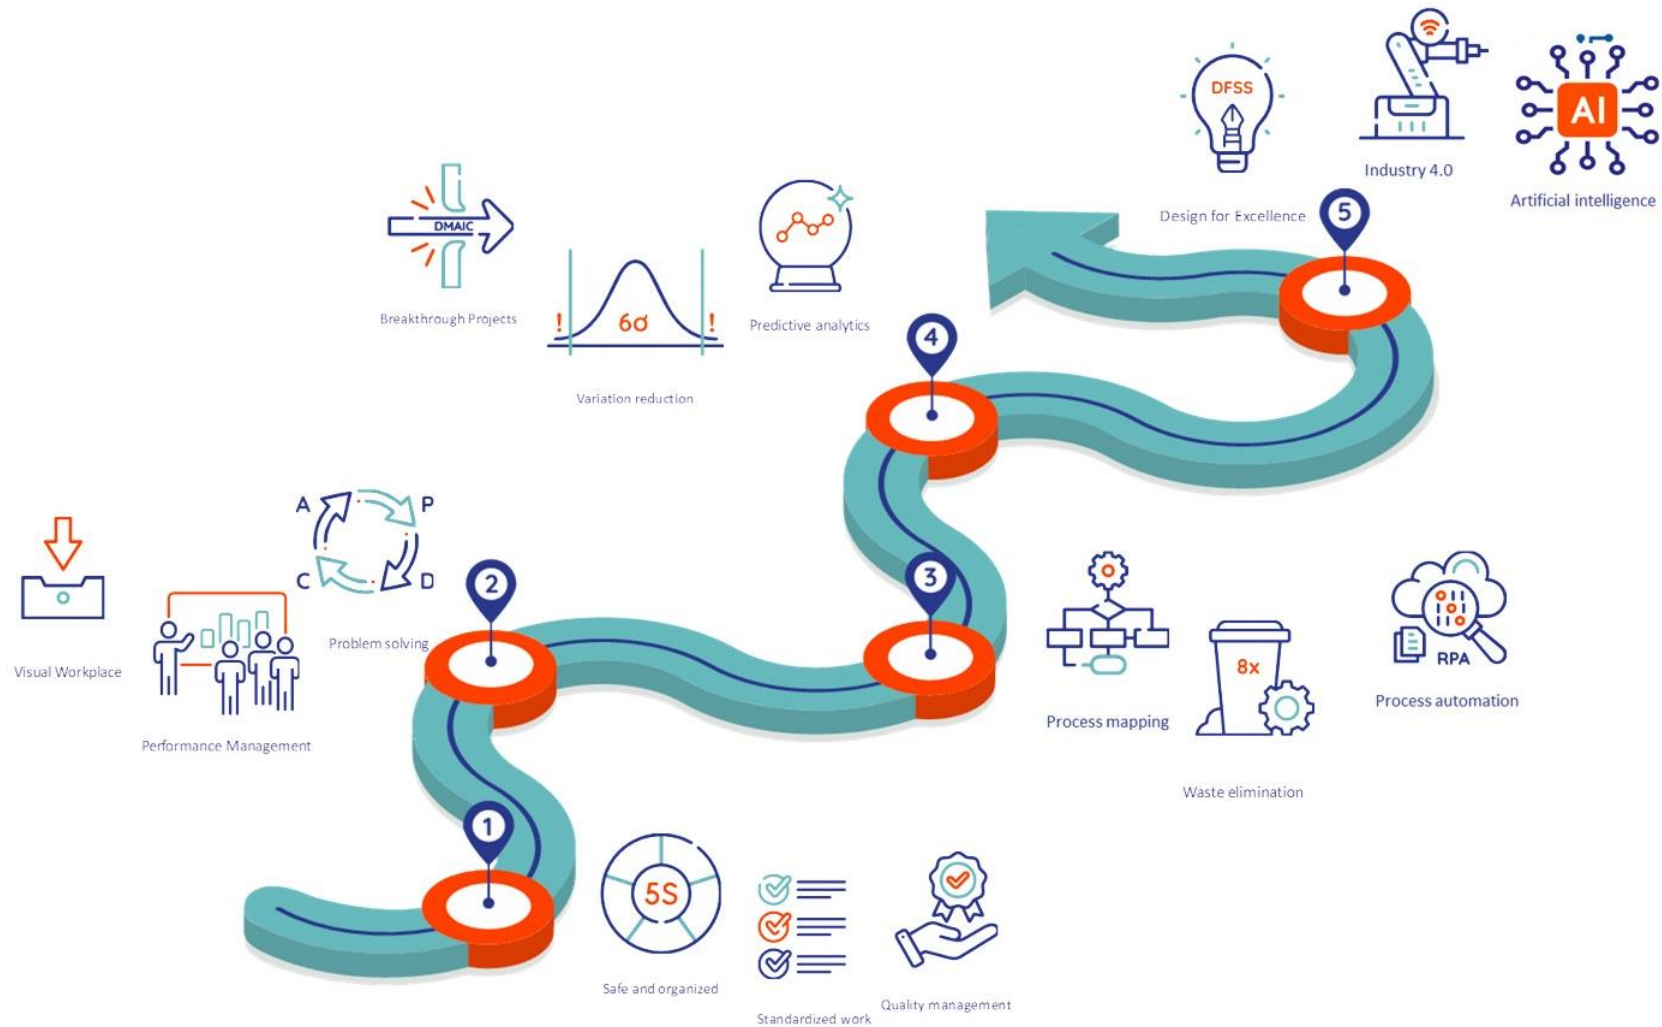 DFSS
AI
Industry 4.0
Artificial intelligence
Design for Excellence
5
DMAIC
Breakthrough Projects
6σ
!
!
Variation reduction
Predictive analytics
4
A
P
C
D
Problem solving
Visual Workplace
Performance Management
2
3
Process mapping
8x
Waste elimination
RPA
Process automation
1
5S
Safe and organized
Standardized work
Quality management